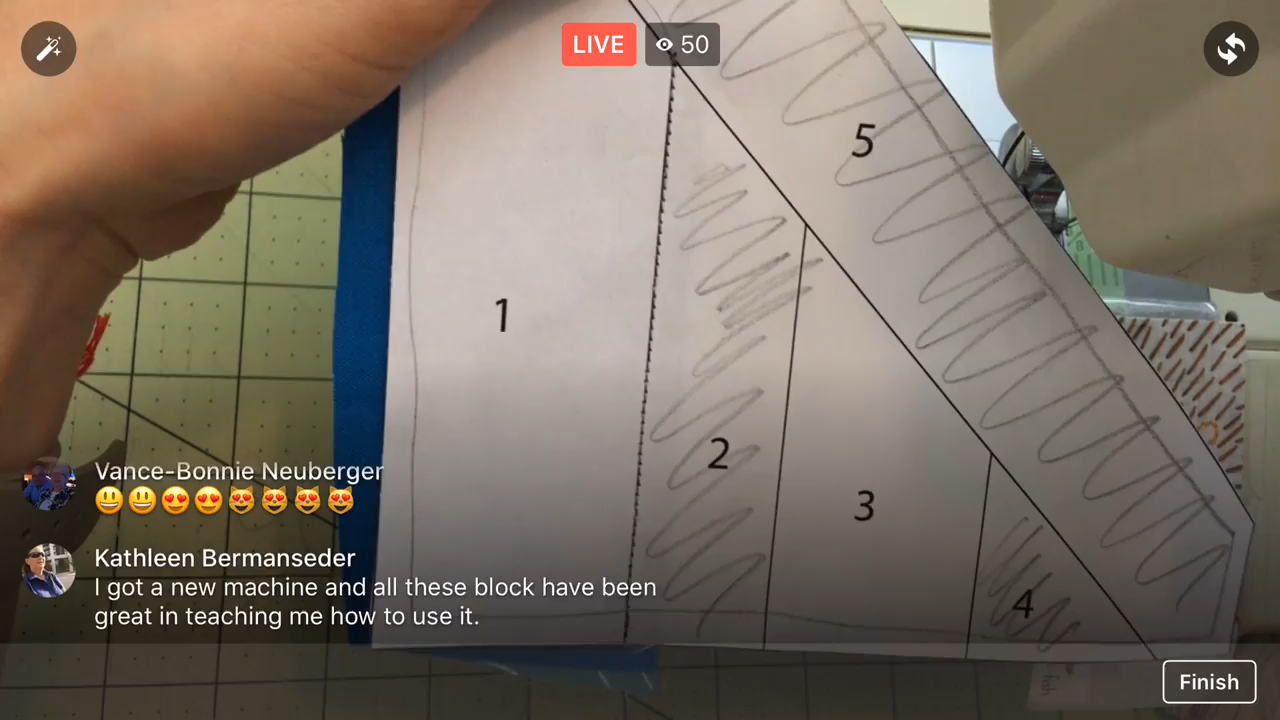 LIVE 50
5
1
2
3
4
Vance-Bonnie Neuberger
😃😃😍😍😻😻😻😻
Kathleen Bermanseder
I got a new machine and all these block have been
great in teaching me how to use it.
Finish